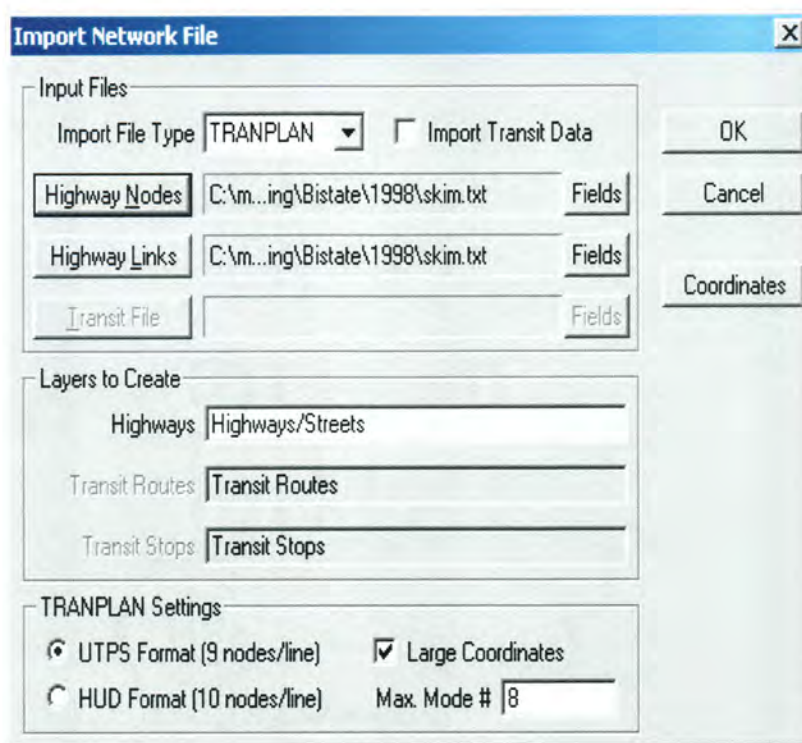 Import Network File
Input Files
Import File Type TRANPLAN Import Transit Data OK
Highway Nodes C:\m...ing\Bistate\1998\skim.txt Fields Cancel
Highway Links C:\m...ing\Bistate\1998\skim.txt Fields
Coordinates
Transit File Fields
Layers to Create
Highways Highways/Streets
Transit Routes Transit Routes
Transit Stops Transit Stops
TRANPLAN Settings
UTPS Format (9 nodes/line) Large Coordinates
HUD Format (10 nodes/line) Max. Mode # 8